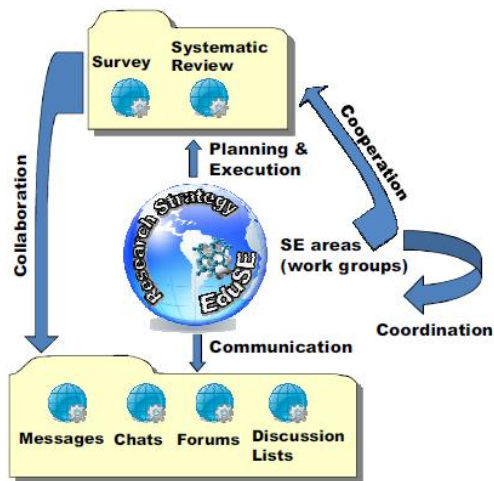 Survey
Systematic
Review
Planning &
Execution
Cooperation
Collaboration
Research Strategy
EduSE
SE areas
(work groups)
Coordination
Communication
Messages
Chats
Forums
Discussion
Lists